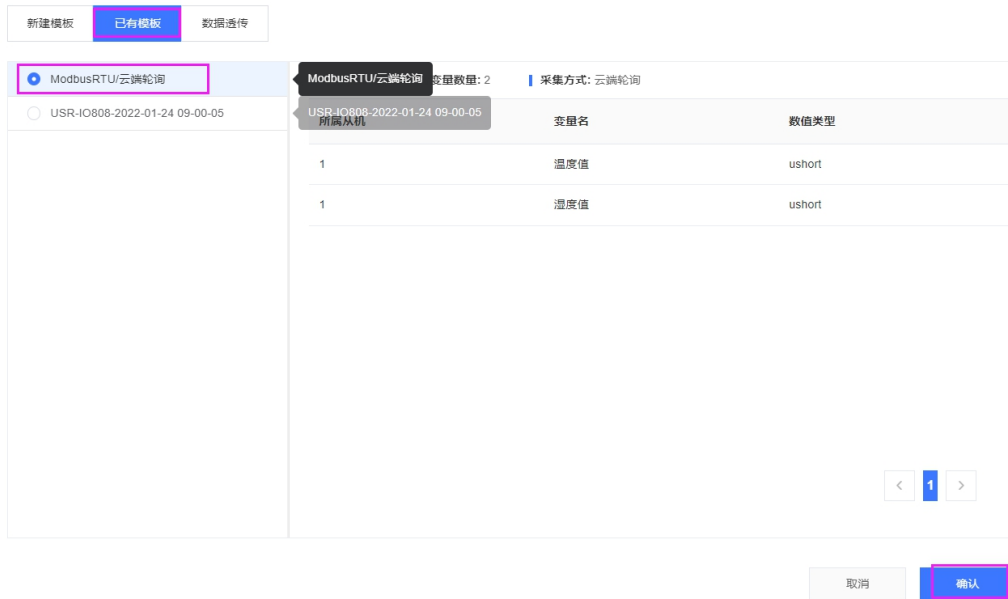 新建模板 已有模板 数据透传
ModbusRTU/云端轮询 ModbusRTU/云端轮询 变量数量: 2 采集方式: 云端轮询
USR-IO808-2022-01-24 09-00-05 USR-IO808-2022-01-24 09-00-05
所属从机 变量名 数值类型
1 温度值 ushort
1 湿度值 ushort
1
取消 确认